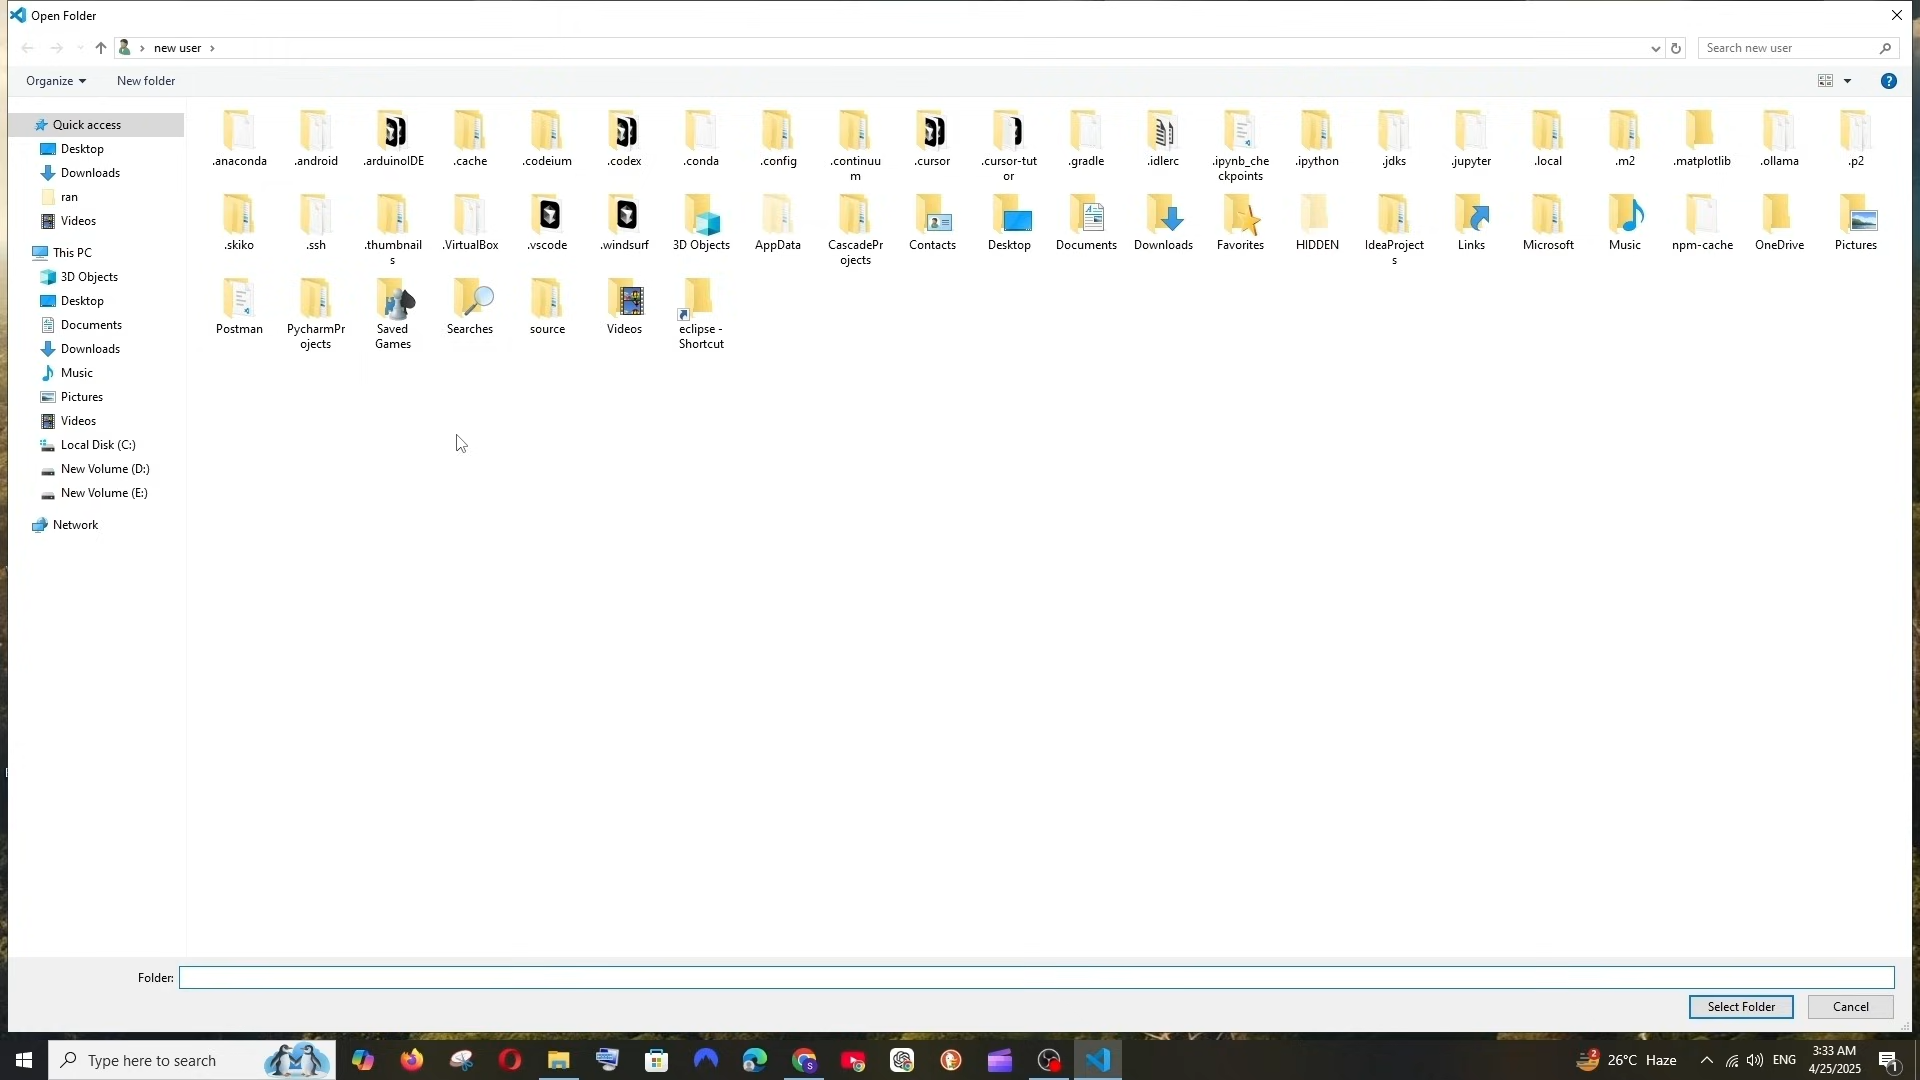 Open Folder
new user
Search new user
Organize
New folder
Quick access
Desktop
Downloads
ran
Videos
This PC
3D Objects
Desktop
Documents
Downloads
Music
Pictures
Videos
Local Disk (C:)
New Volume (D:)
New Volume (E:)
Network
.anaconda .android .arduinoIDE .cache .codeium .codex .conda .config .continuu .cursor .cursor-tut .gradle .idlerc .ipynb_che .ipython .jdks .jupyter .local .m2 .matplotlib .ollama .p2
m or ckpoints
.skiko .ssh .thumbnail .VirtualBox .vscode .windsurf 3D Objects AppData CascadePr Contacts Desktop Documents Downloads Favorites HIDDEN IdeaProject Links Microsoft Music npm-cache OneDrive Pictures
s ojects s
Postman PycharmPr Saved Searches source Videos eclipse -
ojects Games Shortcut
Folder:
Select Folder Cancel
Type here to search
2
26°C Haze
ENG
3:33 AM
4/25/2025
1